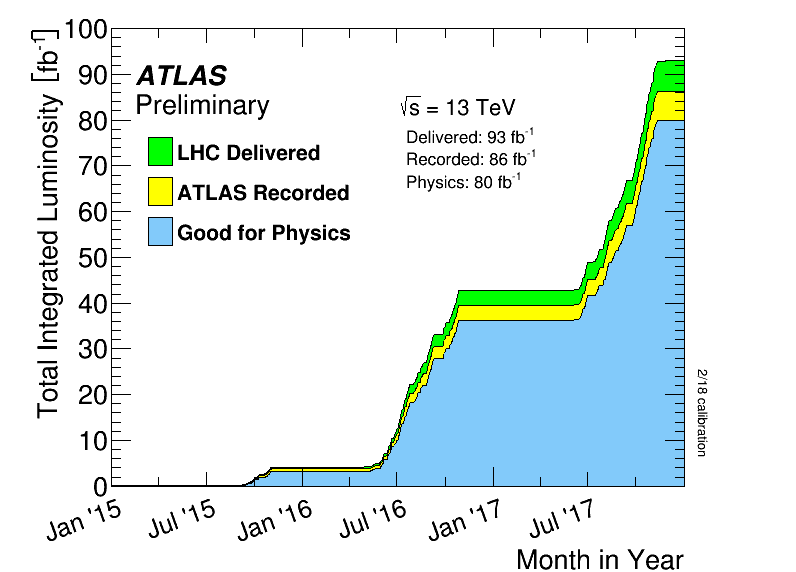 Total Integrated Luminosity [fb⁻¹]
100
90
80
70
60
50
40
30
20
10
0
ATLAS
Preliminary
LHC Delivered
ATLAS Recorded
Good for Physics
√s = 13 TeV
Delivered: 93 fb⁻¹
Recorded: 86 fb⁻¹
Physics: 80 fb⁻¹
2/18 calibration
Jan '15
Jul '15
Jan '16
Jul '16
Jan '17
Jul '17
Month in Year